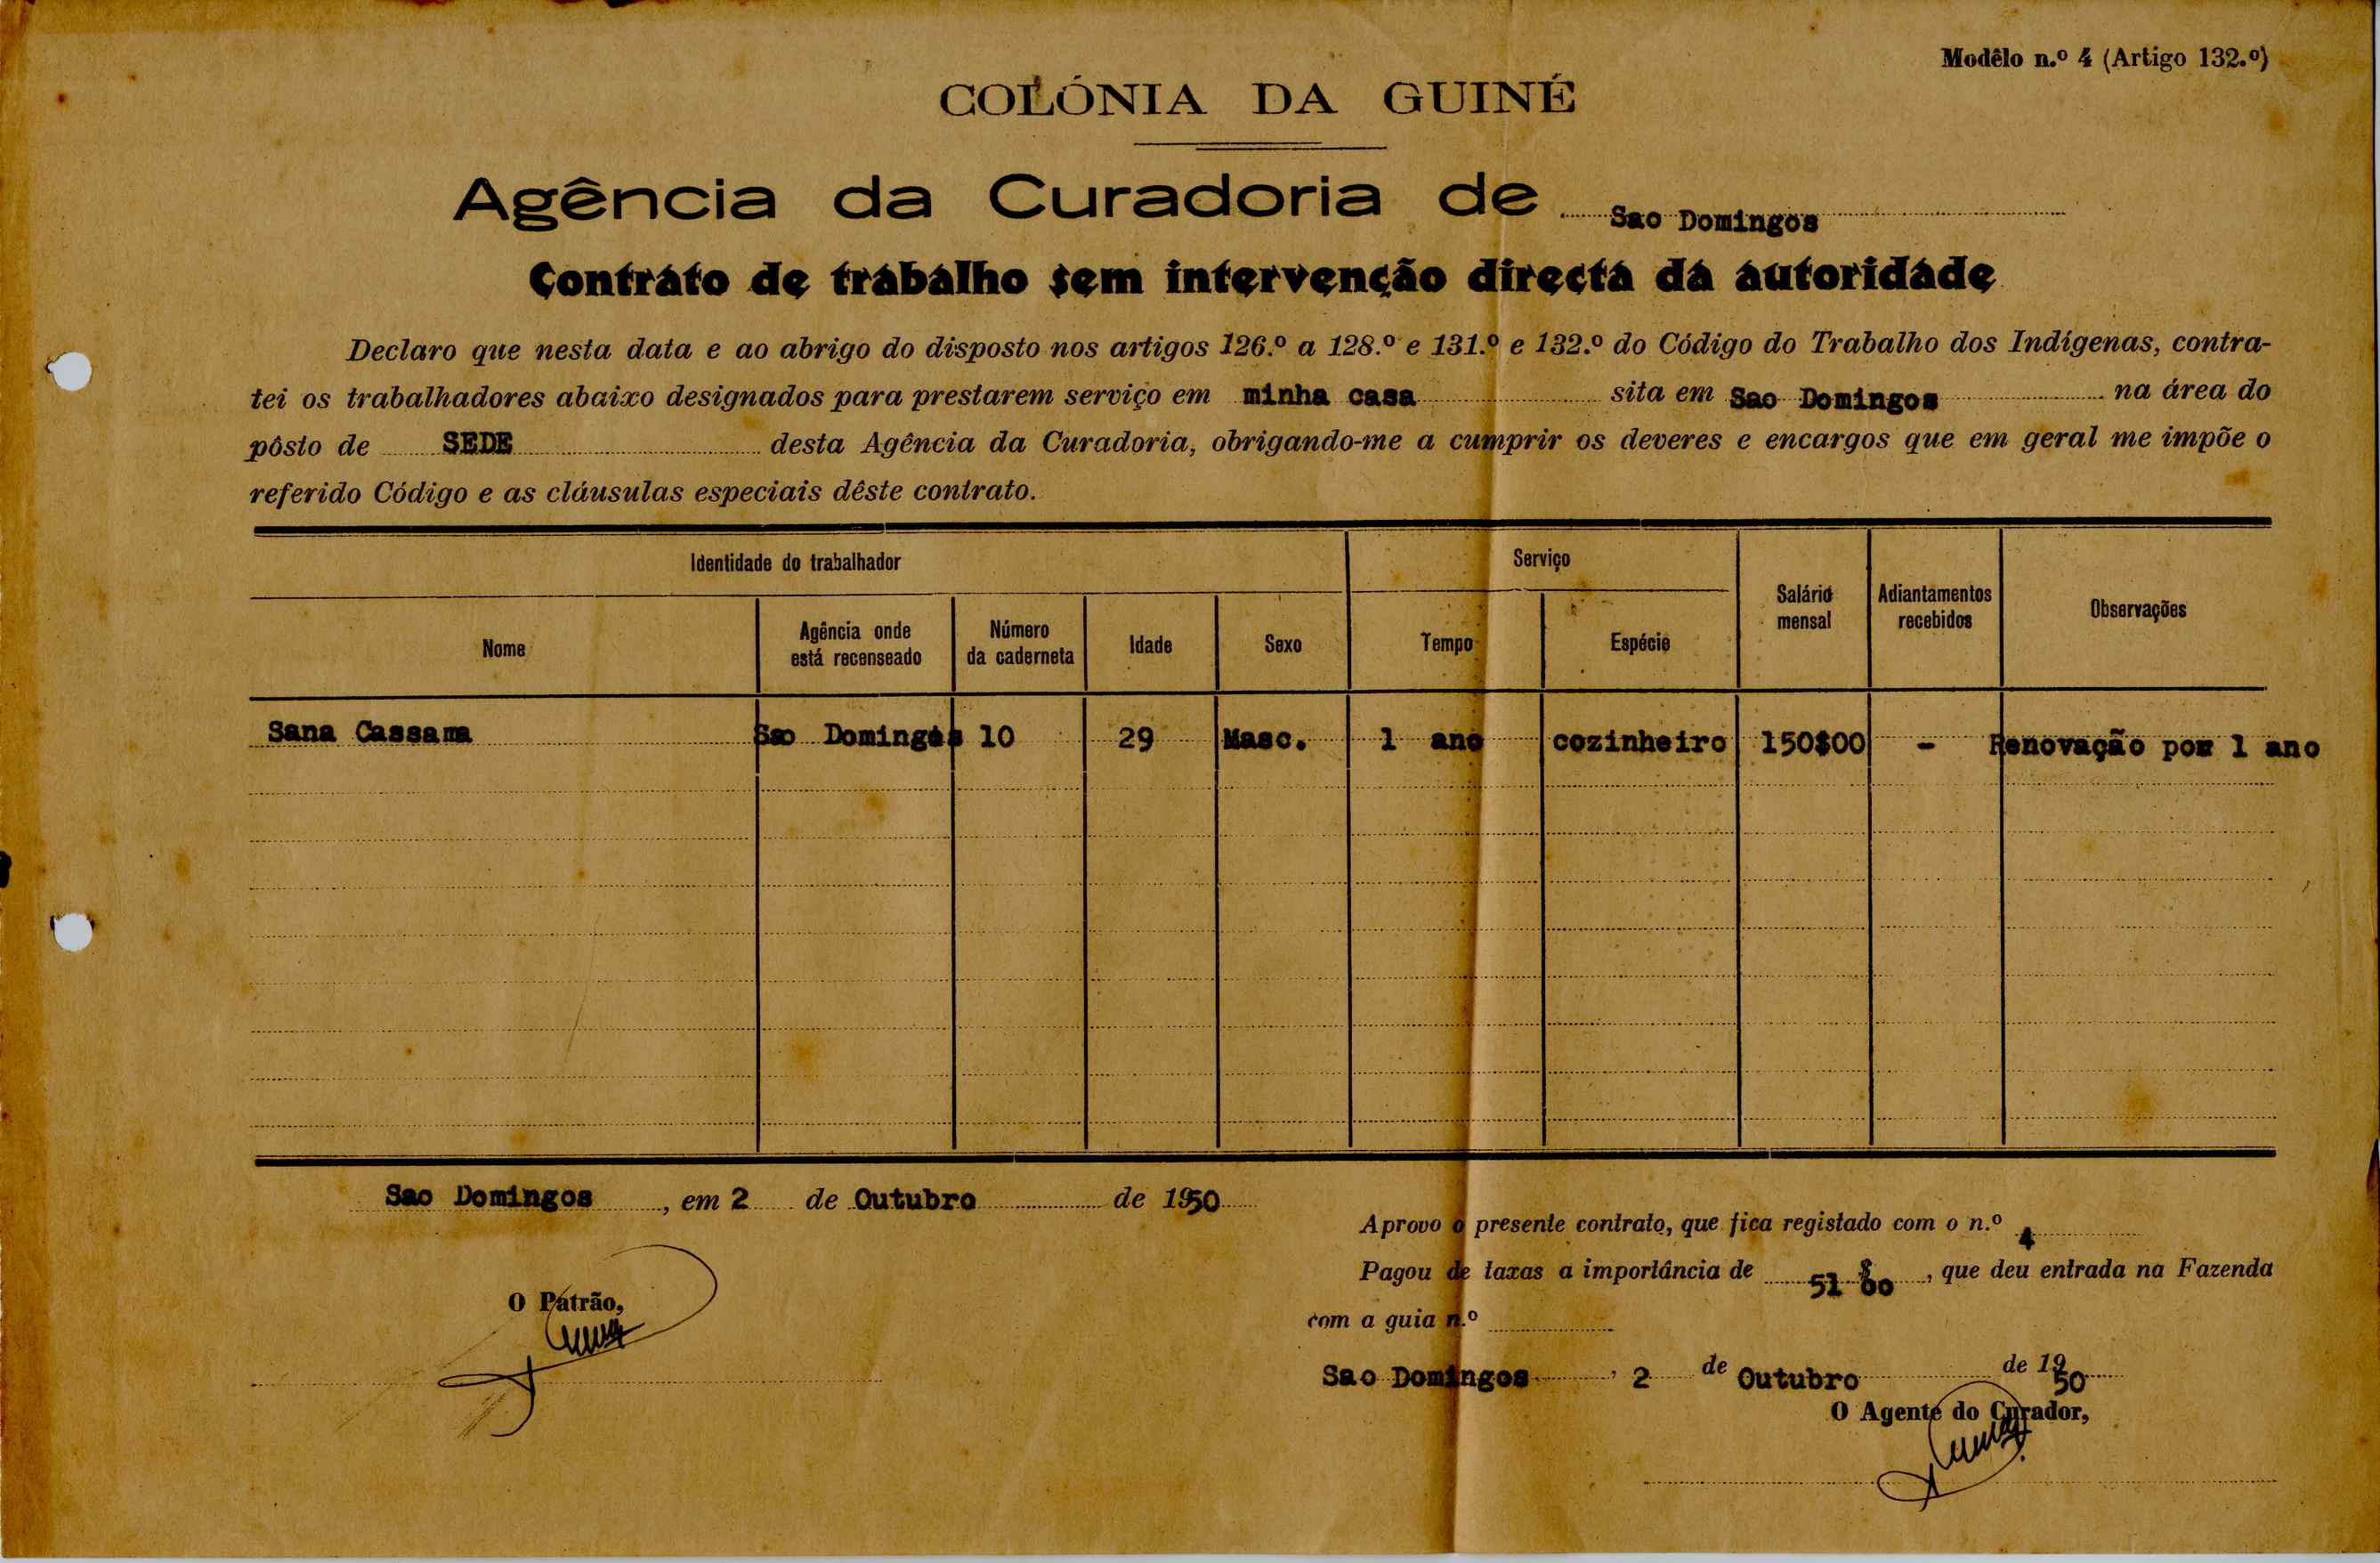 Modêlo n.º 4 (Artigo 132.º)
COLÓNIA DA GUINÉ
Agência da Curadoria de Sao Domingos
Contrato de trabalho sem intervenção directa da autoridade
Declaro que nesta data e ao abrigo do disposto nos artigos 126.º a 128.º e 131.º e 132.º do Código do Trabalho dos Indígenas, contra-
tei os trabalhadores abaixo designados para prestarem serviço em minha casa sita em Sao Domingos na área do
pôsto de SEDE desta Agência da Curadoria, obrigando-me a cumprir os deveres e encargos que em geral me impõe o
referido Código e as cláusulas especiais dêste contrato.
Identidade do trabalhador Serviço Salário mensal Adiantamentos recebidos Observações
Nome Agência onde está recenseado Número da caderneta Idade Sexo Tempo Espécie
Sana Cassama Sao Domingos 10 29 Masc. 1 ano cozinheiro 150$00 - Renovação por 1 ano
Sao Domingos, em 2 de Outubro de 1950
Aprovo o presente contrato, que fica registado com o n.º 4
Pagou de taxas a importância de 51$60, que deu entrada na Fazenda
com a guia n.º
O Patrão,
Sao Domingos, 2 de Outubro de 1950
O Agente do Curador,